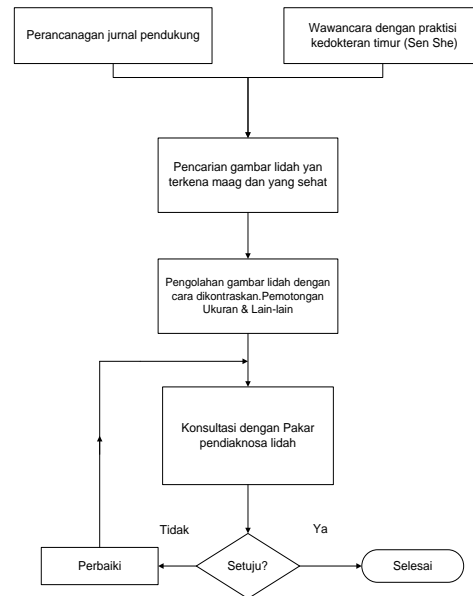 Perancanagan jurnal pendukung
Wawancara dengan praktisi
kedokteran timur (Sen She)
Pencarian gambar lidah yan
terkena maag dan yang sehat
Pengolahan gambar lidah dengan
cara dikontraskan.Pemotongan
Ukuran & Lain-lain
Konsultasi dengan Pakar
pendiaknosa lidah
Tidak
Ya
Perbaiki
Setuju?
Selesai